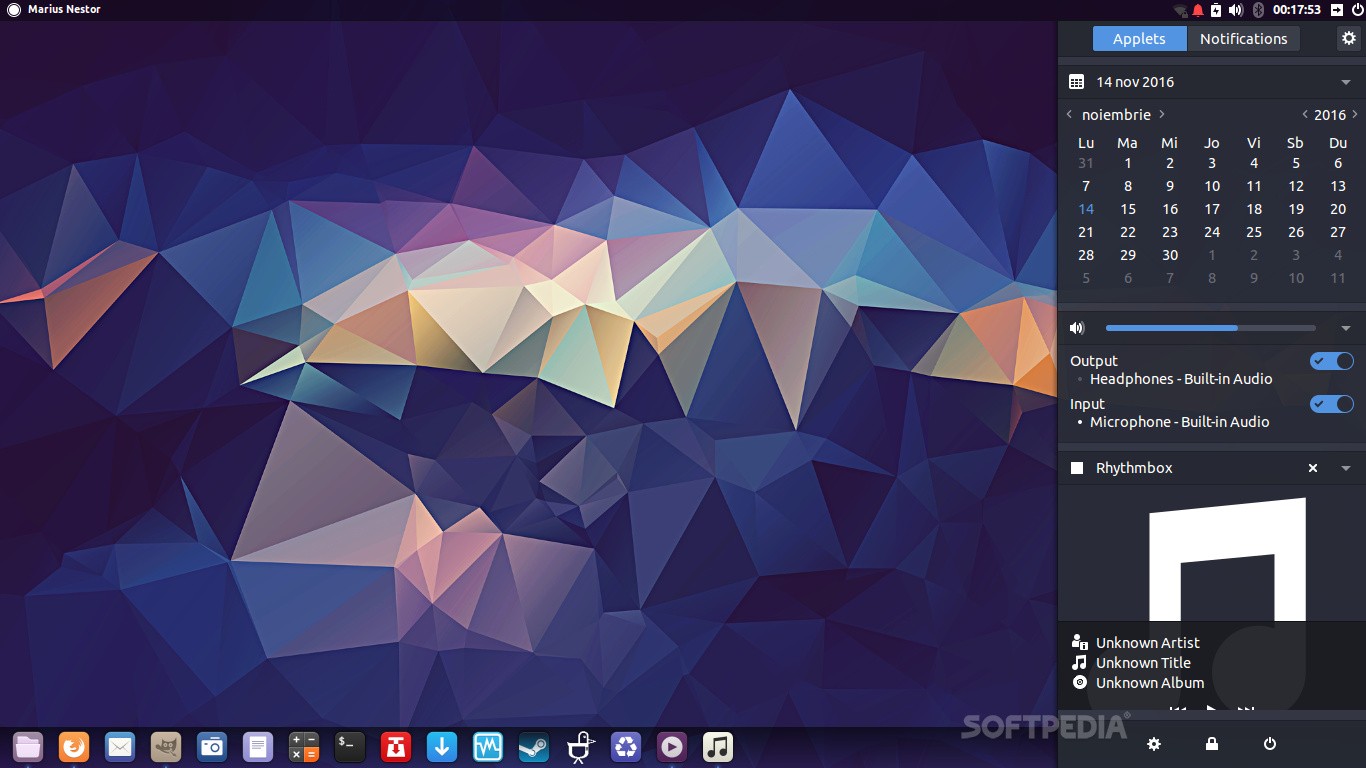 Marius Nestor
00:17:53
Applets Notifications
14 nov 2016
noiembrie 2016
Lu Ma Mi Jo Vi Sb Du
31 1 2 3 4 5 6
7 8 9 10 11 12 13
14 15 16 17 18 19 20
21 22 23 24 25 26 27
28 29 30 1 2 3 4
5 6 7 8 9 10 11
Output
Headphones - Built-in Audio
Input
Microphone - Built-in Audio
Rhythmbox
Unknown Artist
Unknown Title
Unknown Album
SOFTPEDIA®